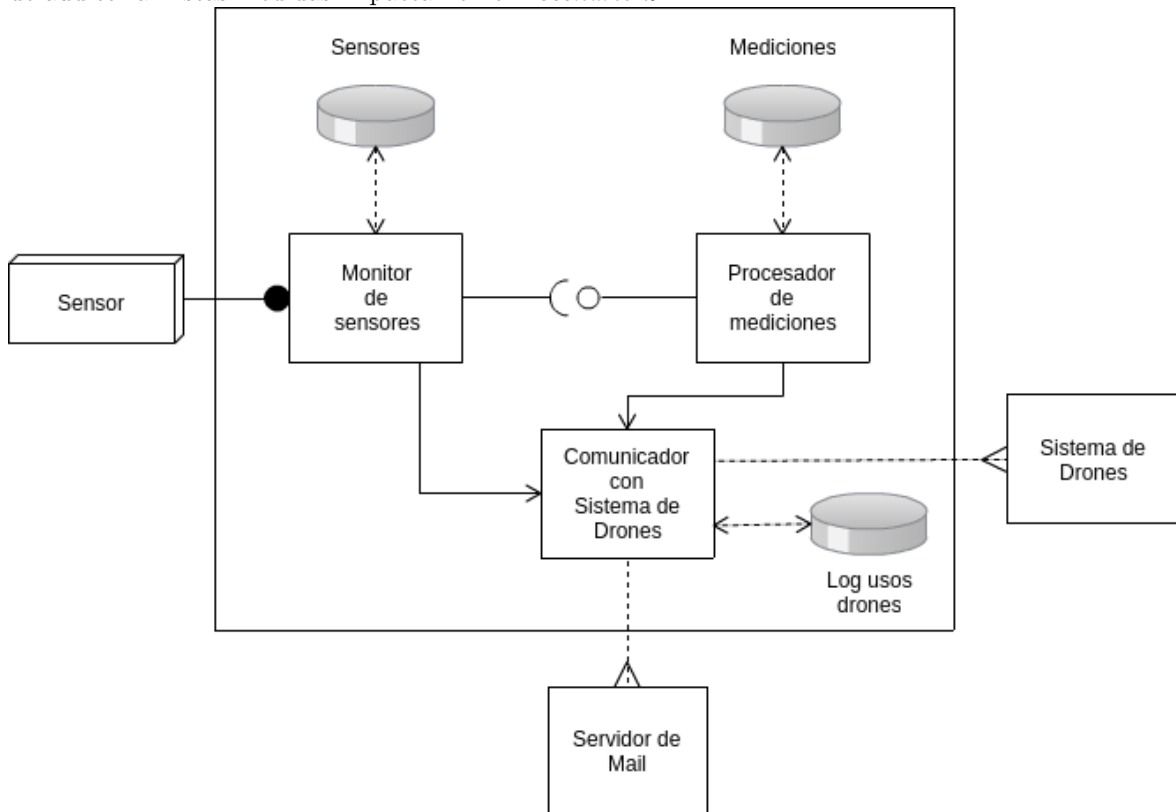 Sensores
Mediciones
Sensor
Monitor
de
sensores
Procesador
de
mediciones
Comunicador
con
Sistema de
Drones
Sistema de
Drones
Log usos
drones
Servidor de
Mail